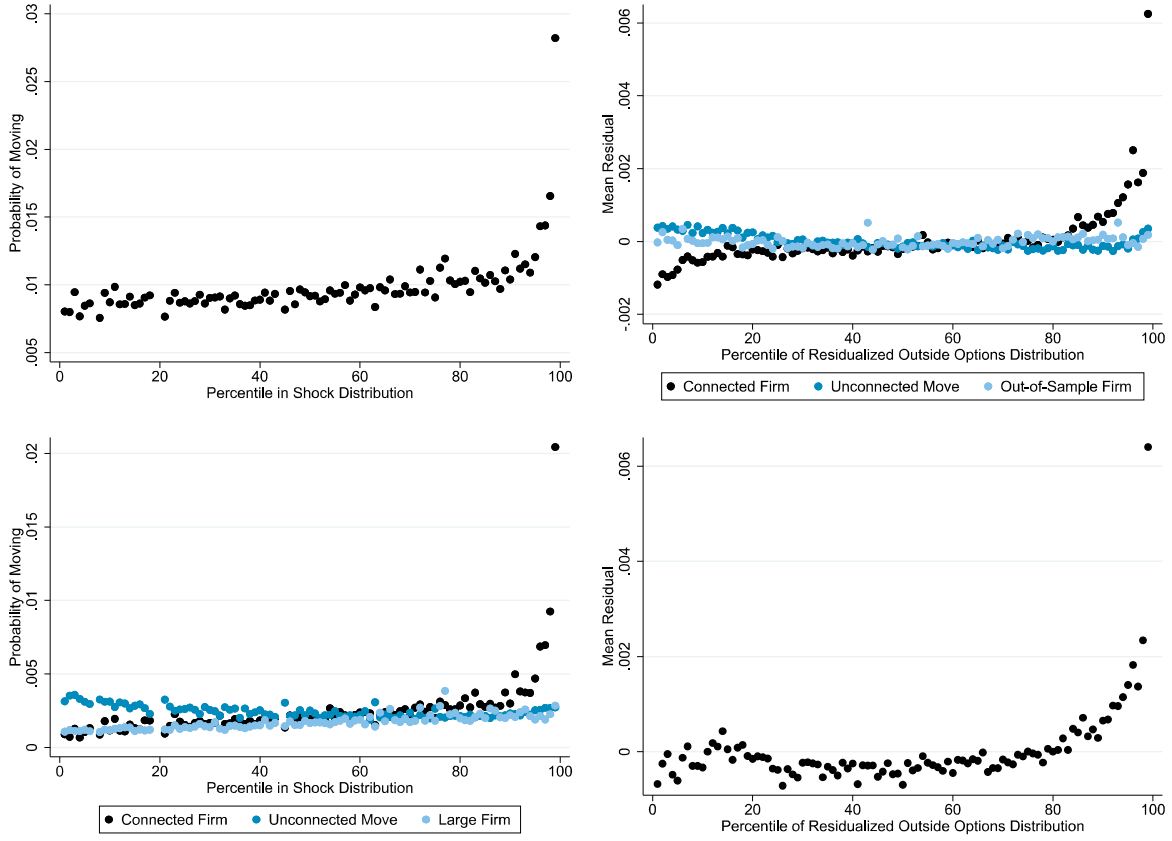 Probability of Moving
.03
.025
.02
.015
.01
.005
0 20 40 60 80 100
Percentile in Shock Distribution
Mean Residual
.006
.004
.002
0
-.002
0 20 40 60 80 100
Percentile of Residualized Outside Options Distribution
Connected Firm Unconnected Move Out-of-Sample Firm
Probability of Moving
.02
.015
.01
.005
0
0 20 40 60 80 100
Percentile in Shock Distribution
Connected Firm Unconnected Move Large Firm
Mean Residual
.006
.004
.002
0
0 20 40 60 80 100
Percentile of Residualized Outside Options Distribution